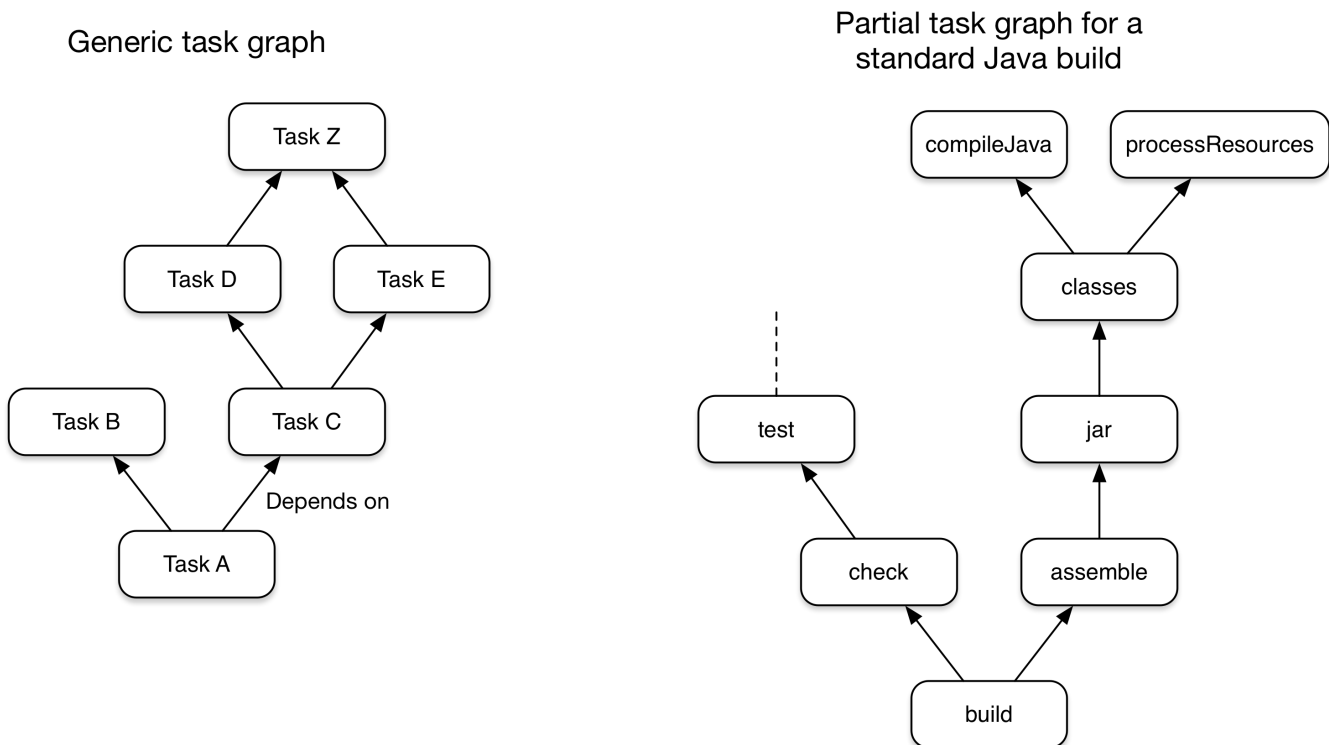 Generic task graph
Task Z
Task D
Task E
Task B
Task C
Depends on
Task A
Partial task graph for a
standard Java build
compileJava
processResources
classes
test
jar
check
assemble
build